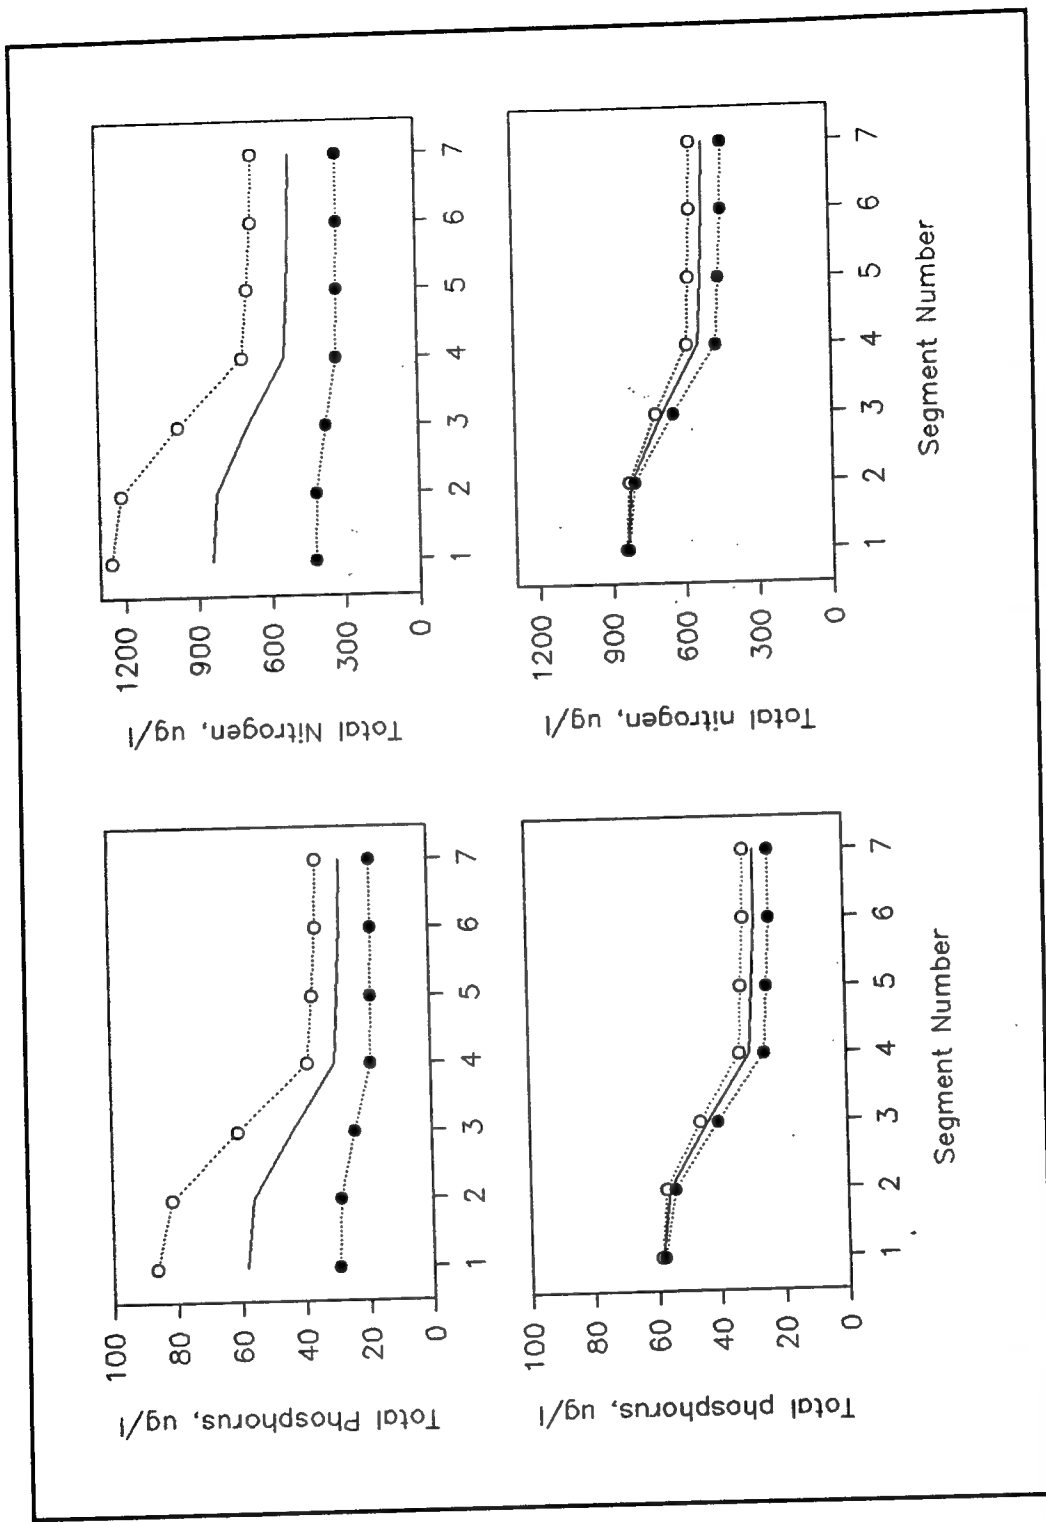 Total Phosphorus, ug/l
100
80
60
40
20
0
1 2 3 4 5 6 7
Total Nitrogen, ug/l
1200
900
600
300
0
1 2 3 4 5 6 7
Total phosphorus, ug/l
100
80
60
40
20
0
1 2 3 4 5 6 7
Segment Number
Total nitrogen, ug/l
1200
900
600
300
0
1 2 3 4 5 6 7
Segment Number